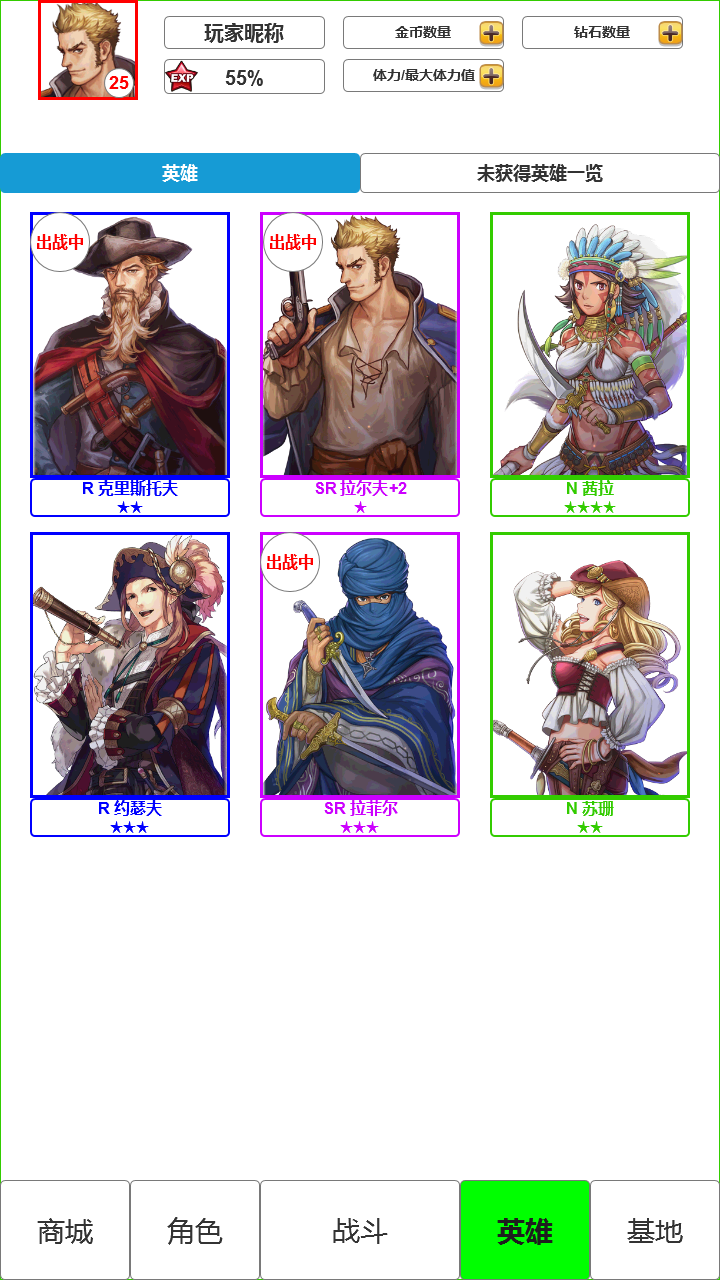 玩家昵称
金币数量
钻石数量
25
EXP
55%
体力/最大体力值
英雄
未获得英雄一览
出战中
出战中
R 克里斯托夫
★★
SR 拉尔夫+2
★
N 茜拉
★★★★
出战中
R 约瑟夫
★★★
SR 拉菲尔
★★★
N 苏珊
★★
商城
角色
战斗
英雄
基地